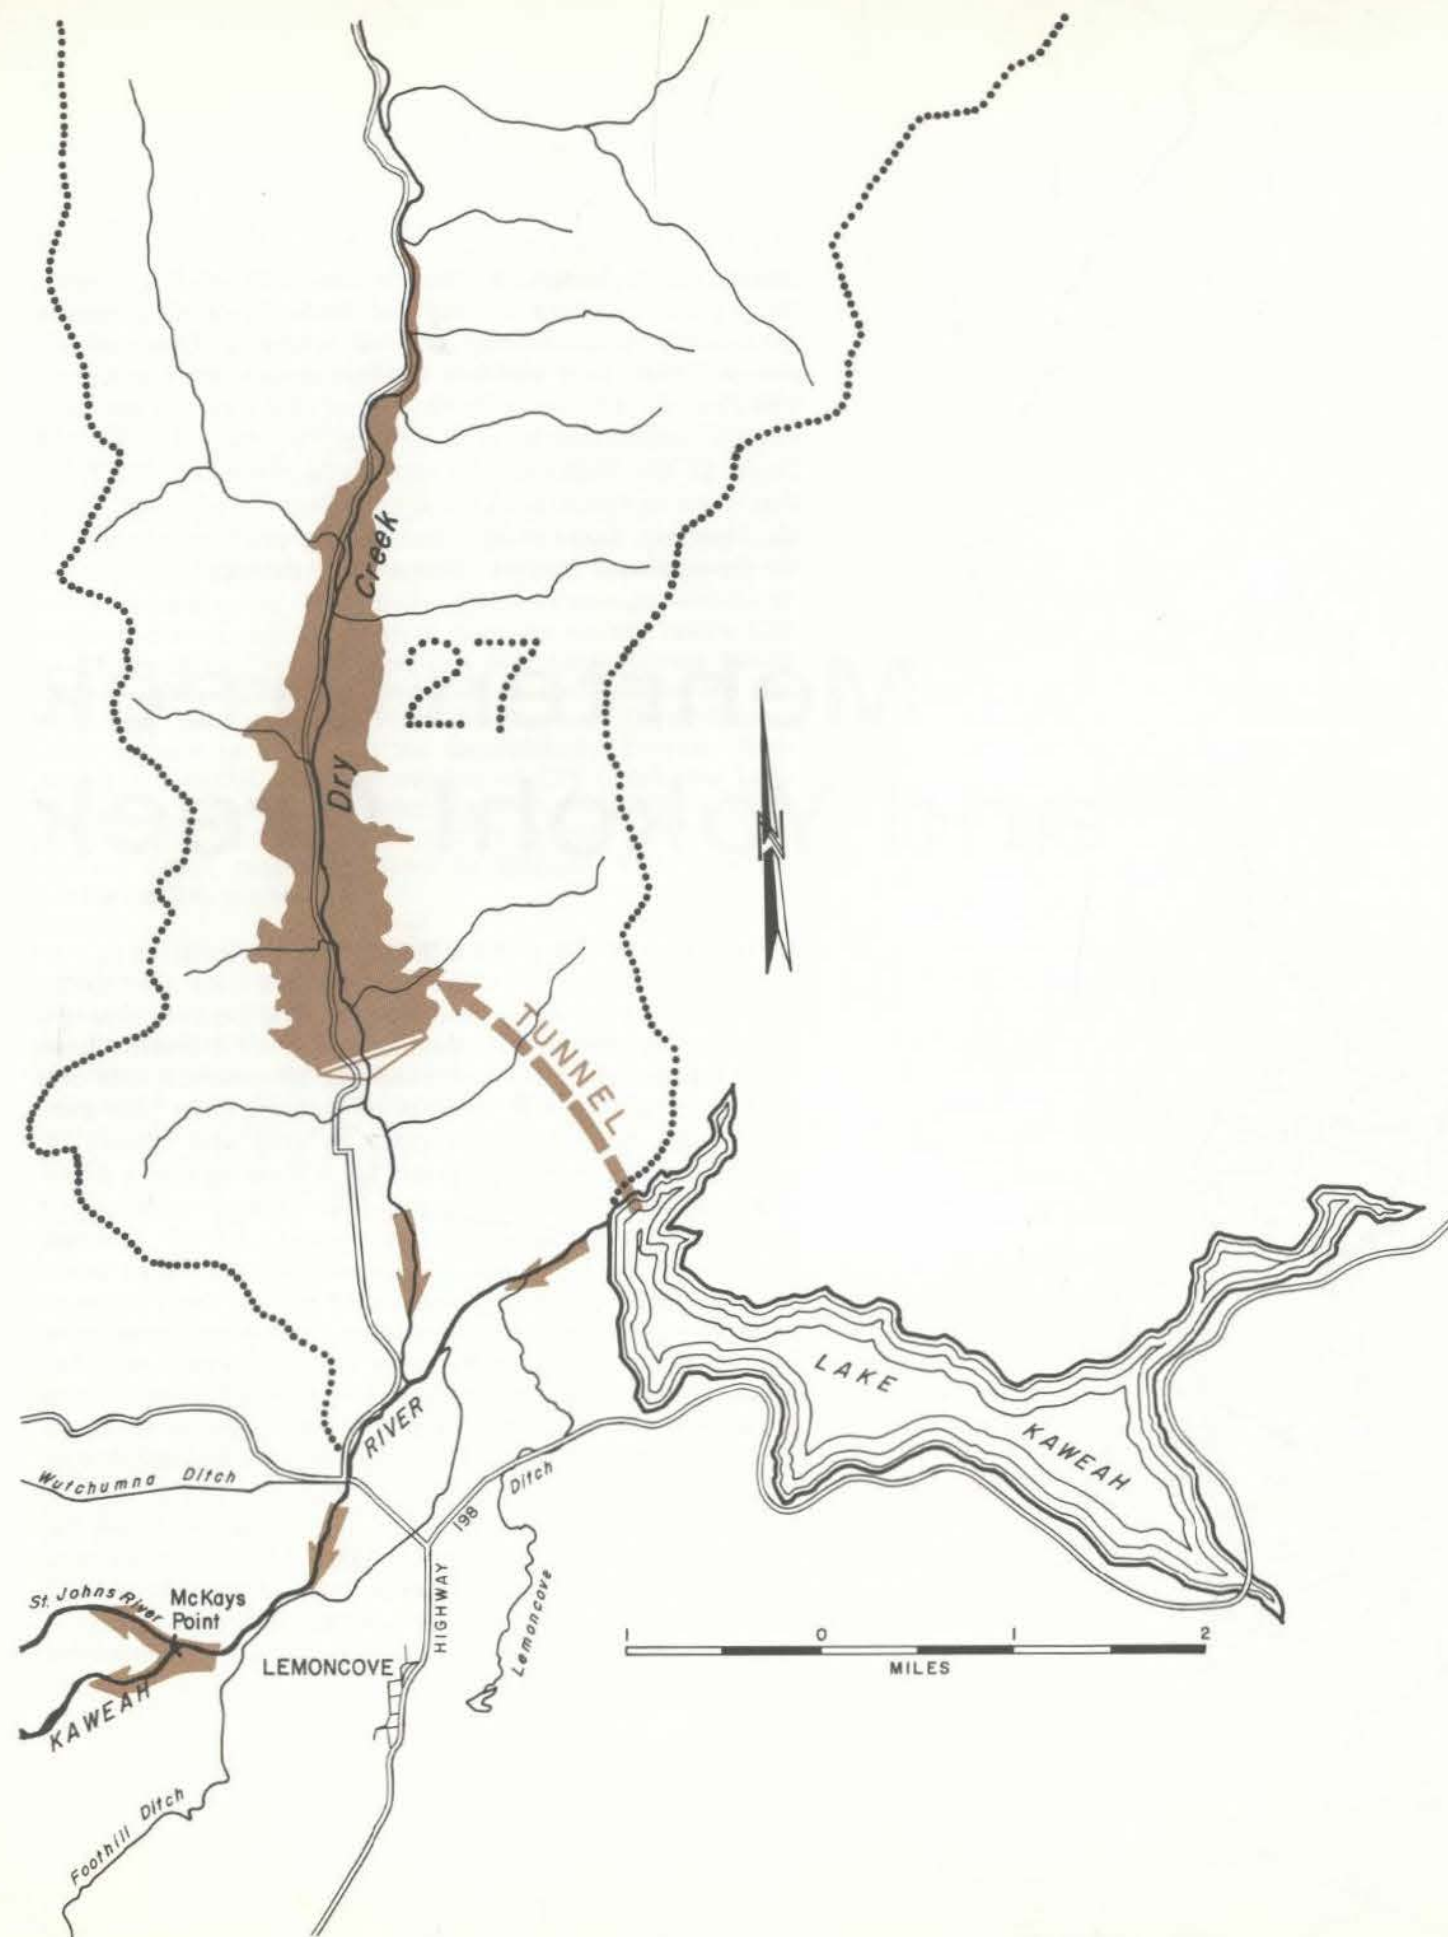 Creek
27
Dry
TUNNEL
LAKE
KAWEAH
RIVER
Wutchumna Ditch
198
Ditch
HIGHWAY
Lemoncove
St. Johns River
McKays
Point
LEMONCOVE
1 0 1 2
MILES
KAWEAH
Foothill Ditch